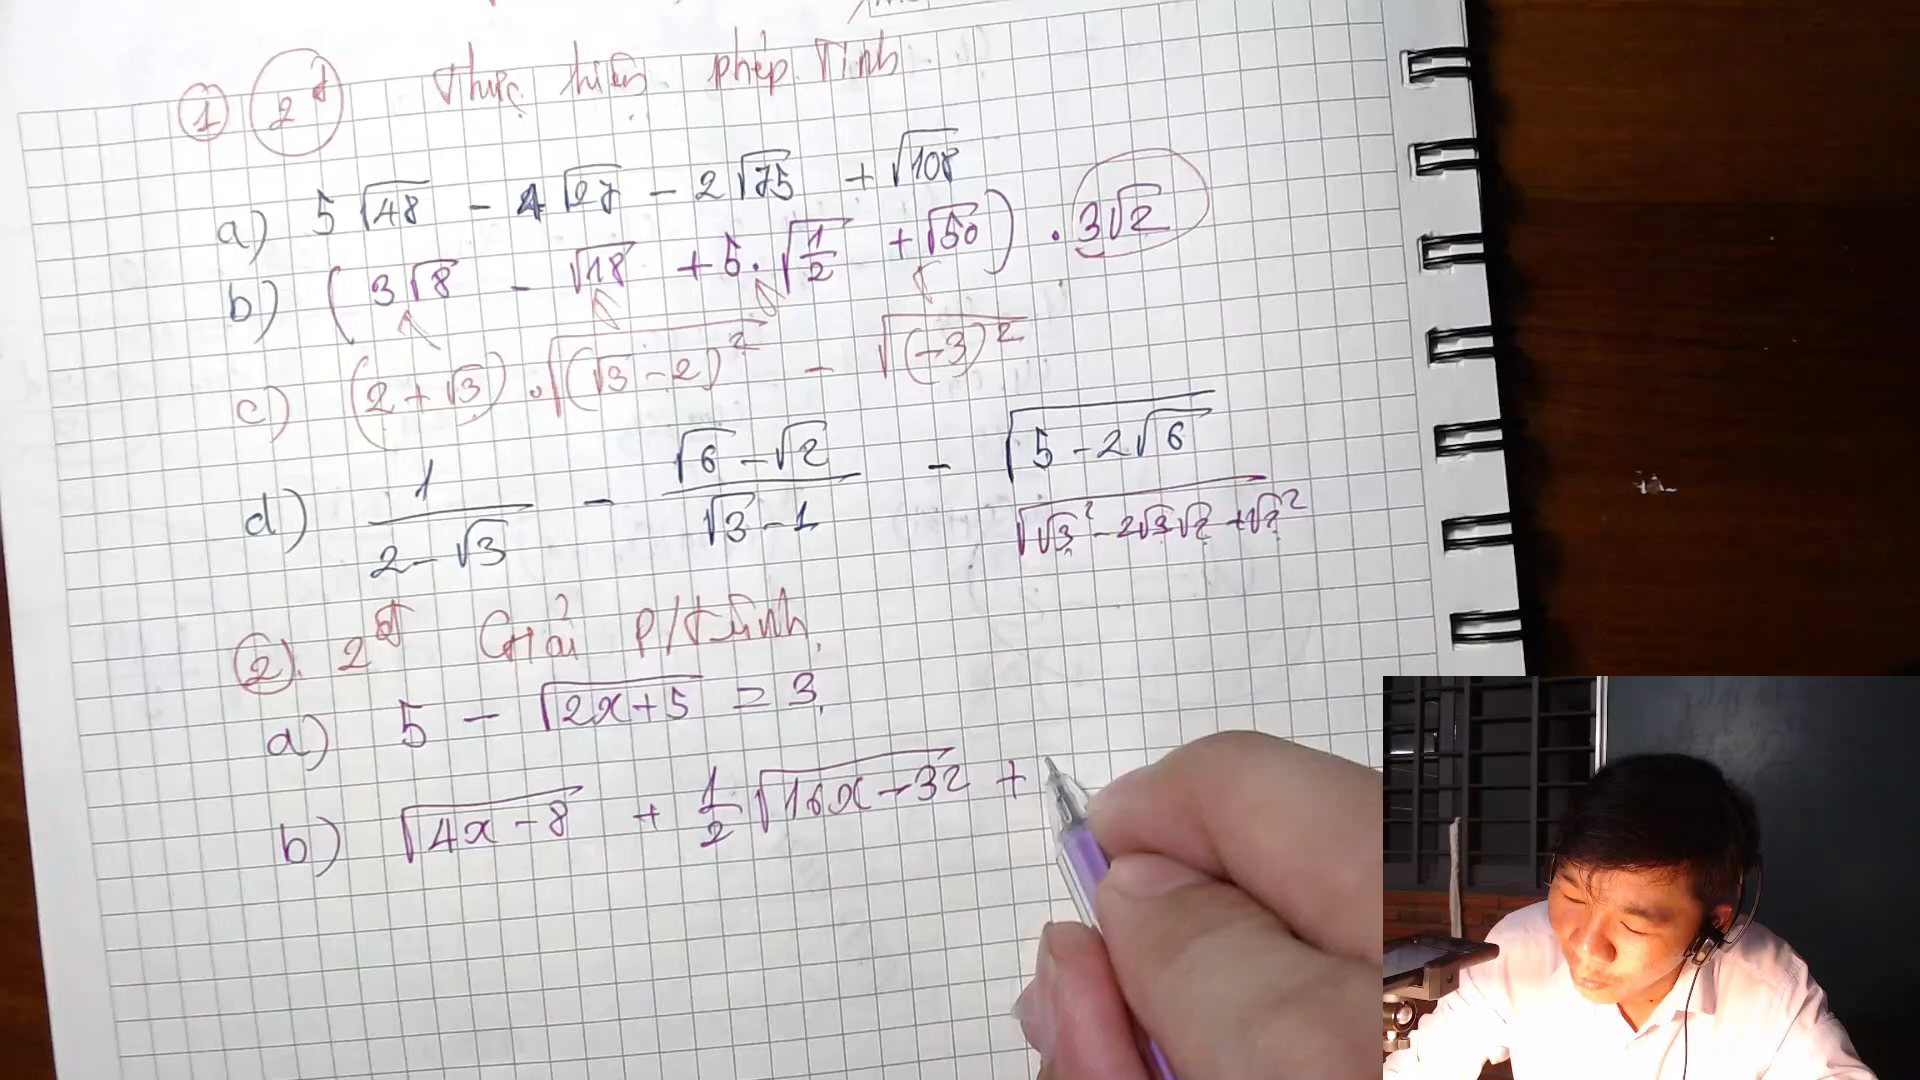 ① 2đ Thực hiện phép tính
a) 5√48 - 4√27 - 2√75 + √108
b) (3√8 - √18 + 5.√(1/2) + √50) . 3√2
c) (2 + √3) . √((√3 - 2)²) - √((-3)²)
d) 1/(2 - √3) - (√6 - √2)/(√3 - 1) - √(5 - 2√6)
√(√3² - 2√3√2 + √2²)
②. 2đ Giải p/trình.
a) 5 - √(2x+5) = 3.
b) √(4x - 8) + 1/2 √(16x - 32) +